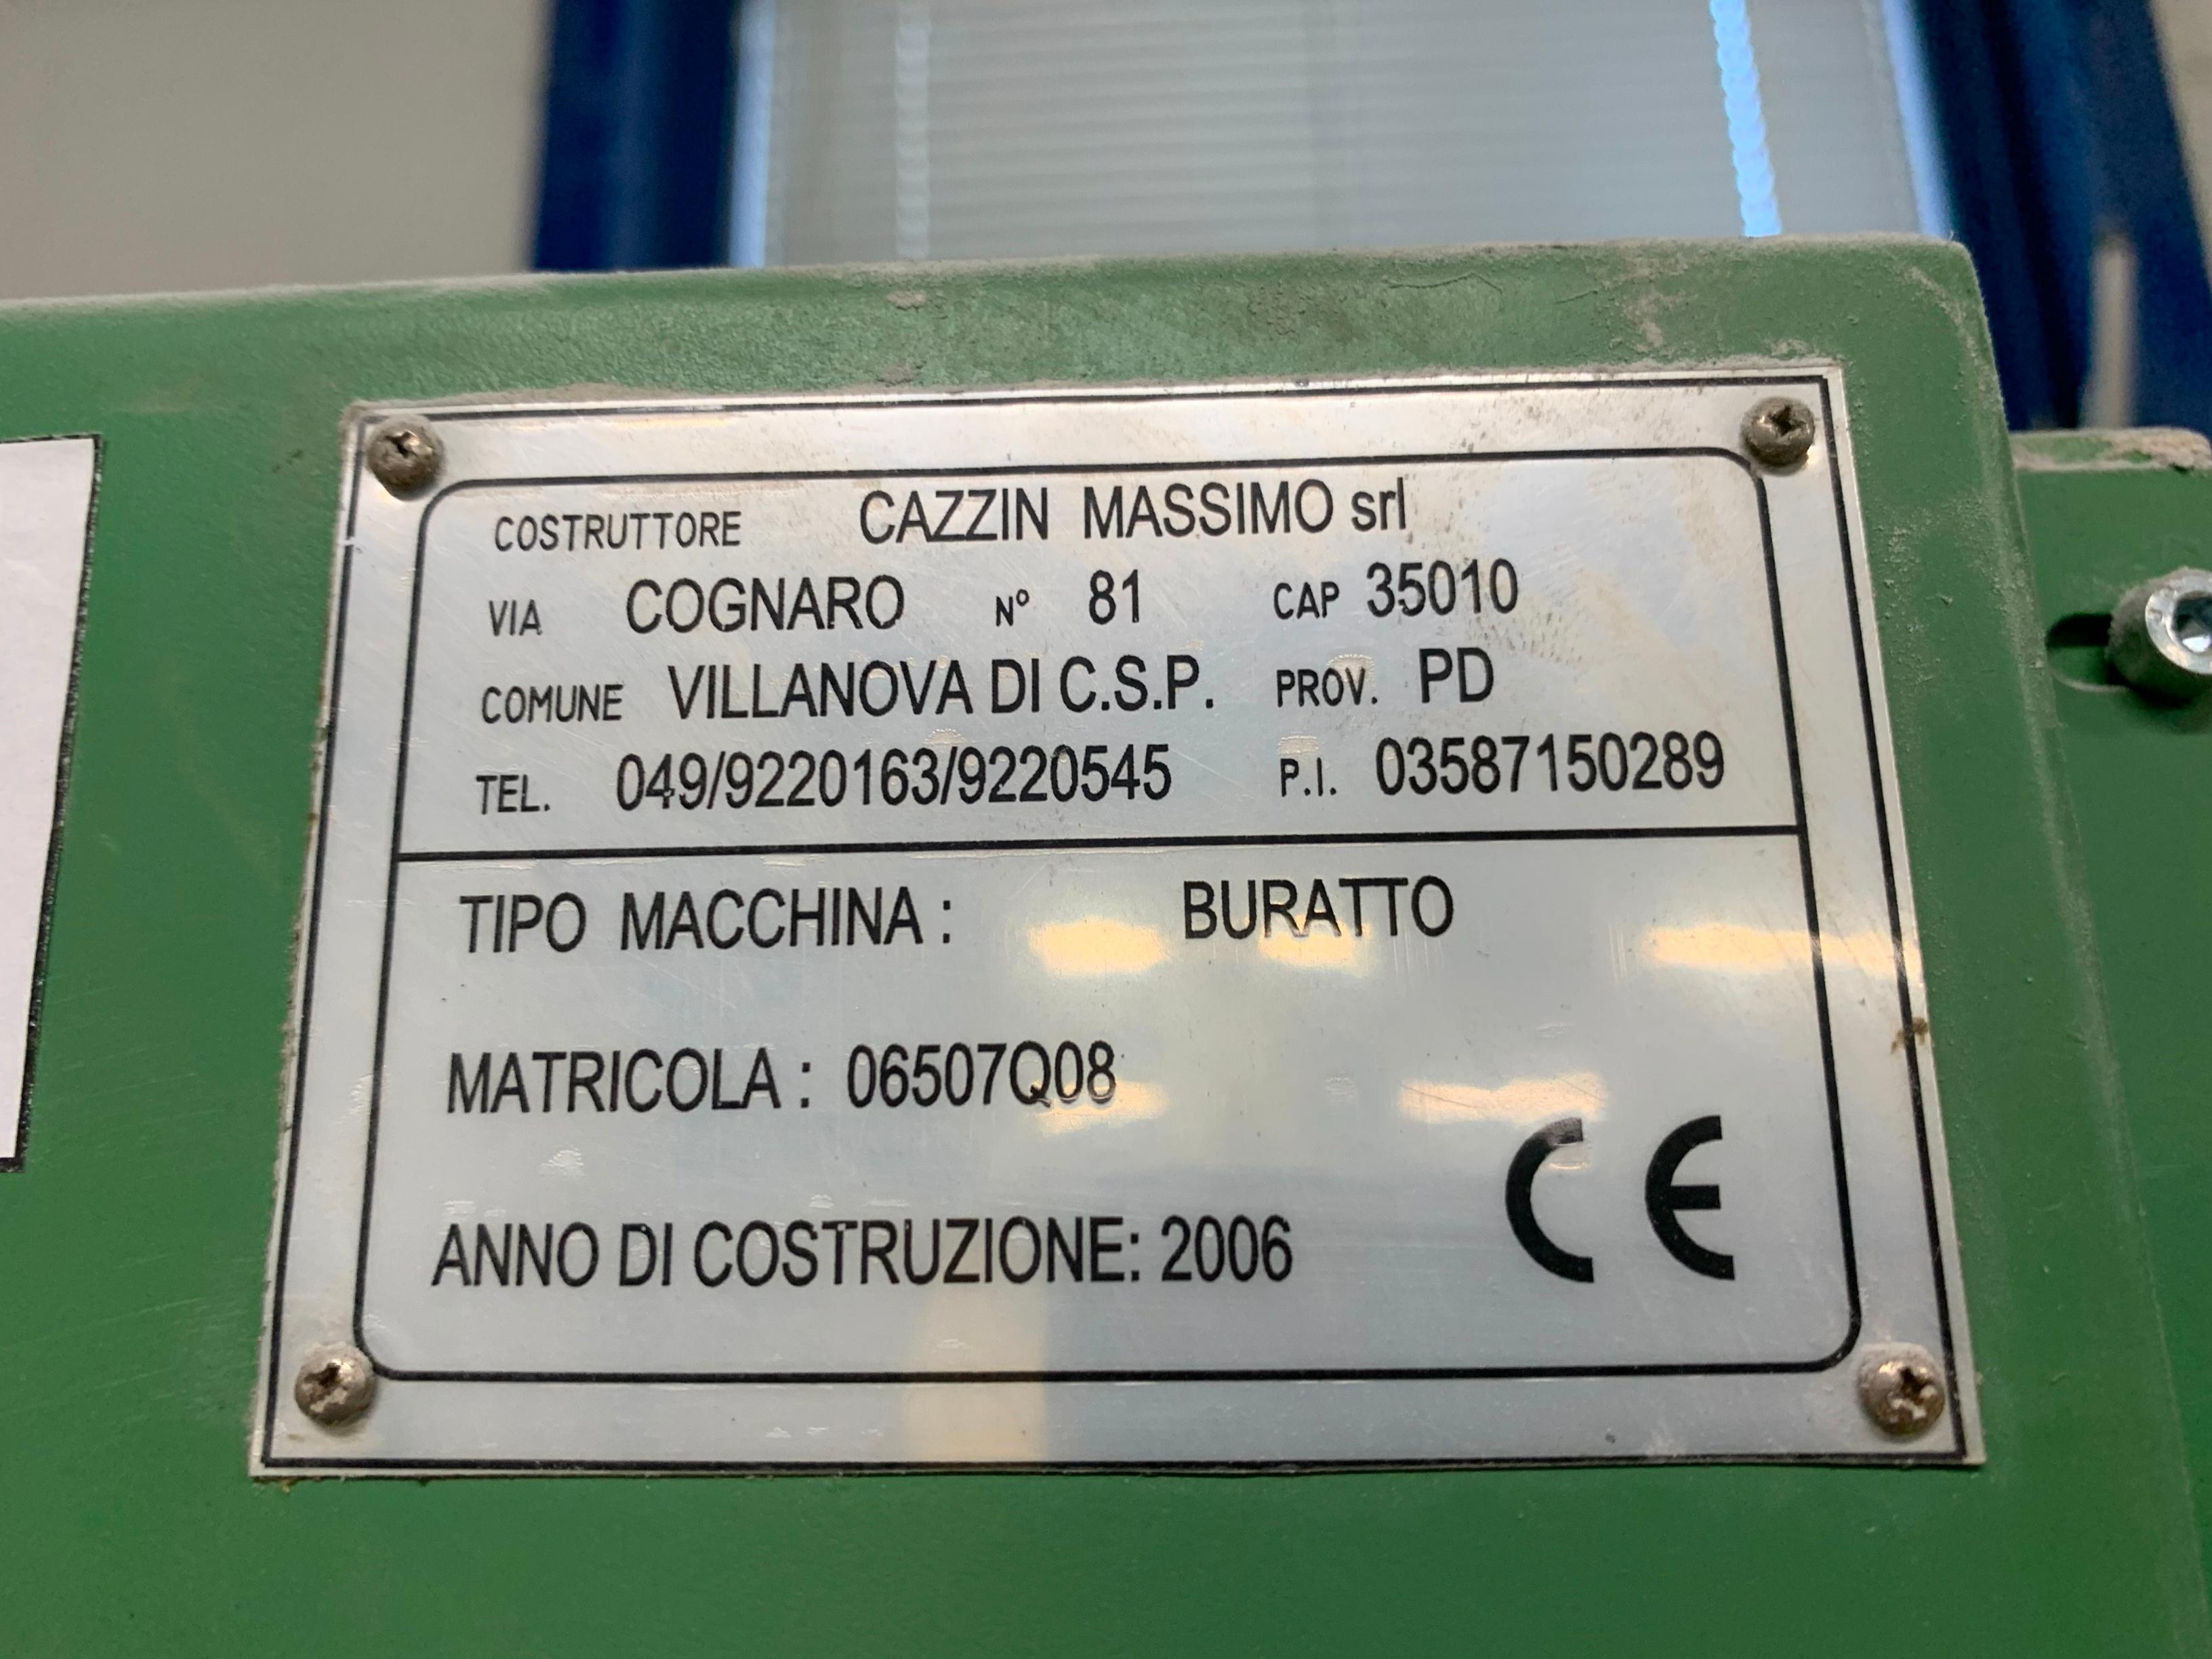 COSTRUTTORE CAZZIN MASSIMO srl
VIA COGNARO N° 81 CAP 35010
COMUNE VILLANOVA DI C.S.P. PROV. PD
TEL. 049/9220163/9220545 P.I. 03587150289
TIPO MACCHINA : BURATTO
MATRICOLA : 06507Q08
ANNO DI COSTRUZIONE: 2006
CE